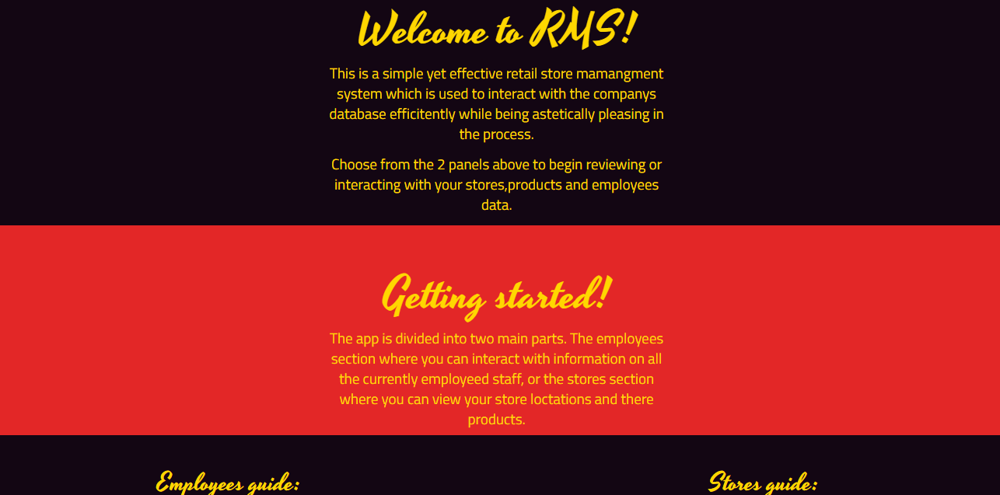 Welcome to RMS!
This is a simple yet effective retail store mamangment
system which is used to interact with the companys
database efficitently while being astetically pleasing in
the process.
Choose from the 2 panels above to begin reviewing or
interacting with your stores,products and employees
data.
Getting started!
The app is divided into two main parts. The employees
section where you can interact with information on all
the currently employeed staff, or the stores section
where you can view your store loctations and there
products.
Employees guide:
Stores guide: